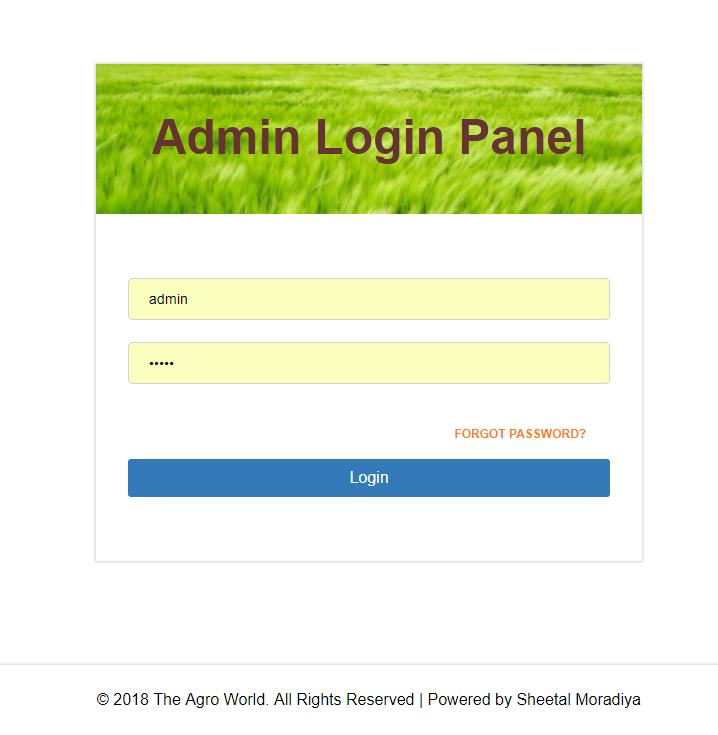 Admin Login Panel
admin
•••••
FORGOT PASSWORD?
Login
© 2018 The Agro World. All Rights Reserved | Powered by Sheetal Moradiya